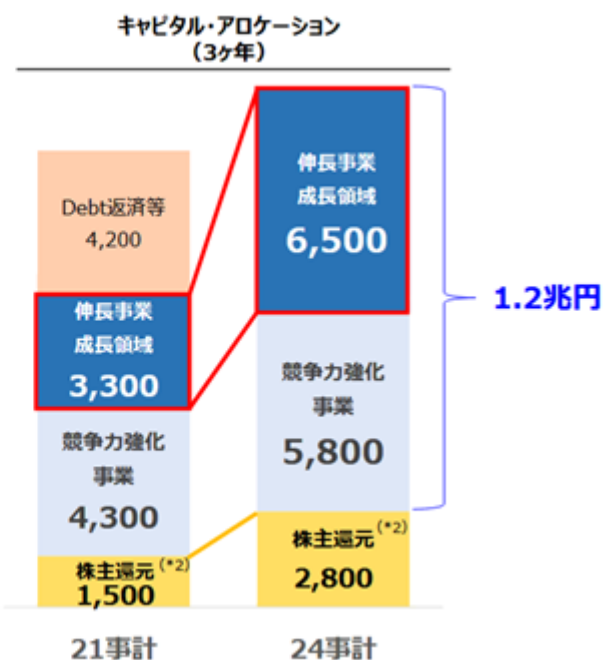 キャピタル・アロケーション
（3ヶ年）
Debt返済等
4,200
伸長事業
成長領域
3,300
競争力強化
事業
4,300
株主還元(*2)
1,500
21事計
伸長事業
成長領域
6,500
競争力強化
事業
5,800
株主還元(*2)
2,800
24事計
1.2兆円